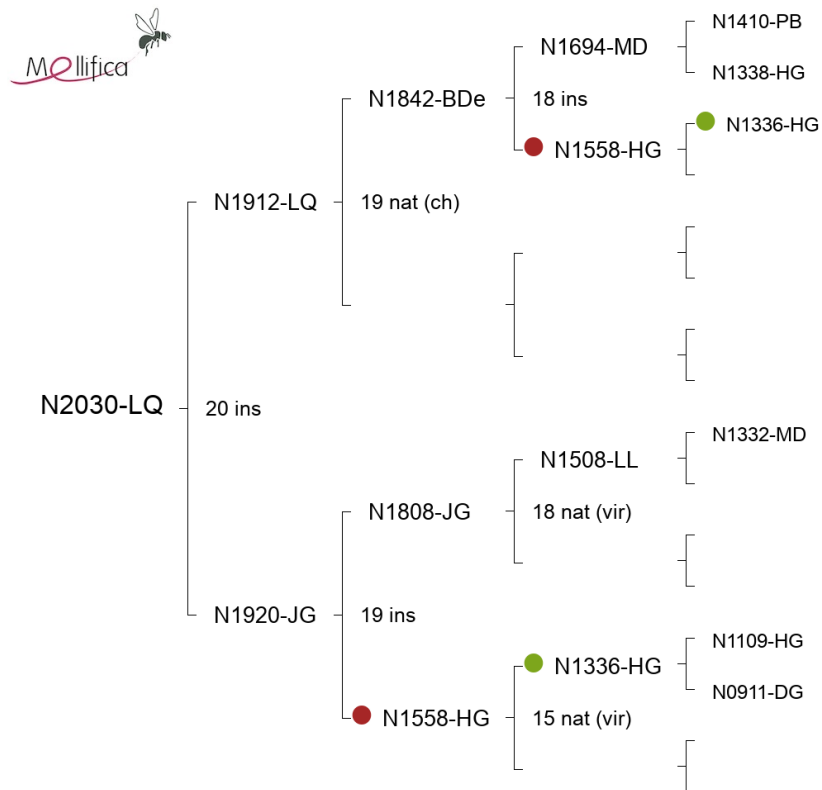 Mellifica
N1410-PB
N1694-MD
N1338-HG
N1842-BDe
18 ins
N1336-HG
N1558-HG
N1912-LQ
19 nat (ch)
N2030-LQ
20 ins
N1332-MD
N1508-LL
N1808-JG
18 nat (vir)
N1920-JG
19 ins
N1109-HG
N1336-HG
N0911-DG
N1558-HG
15 nat (vir)